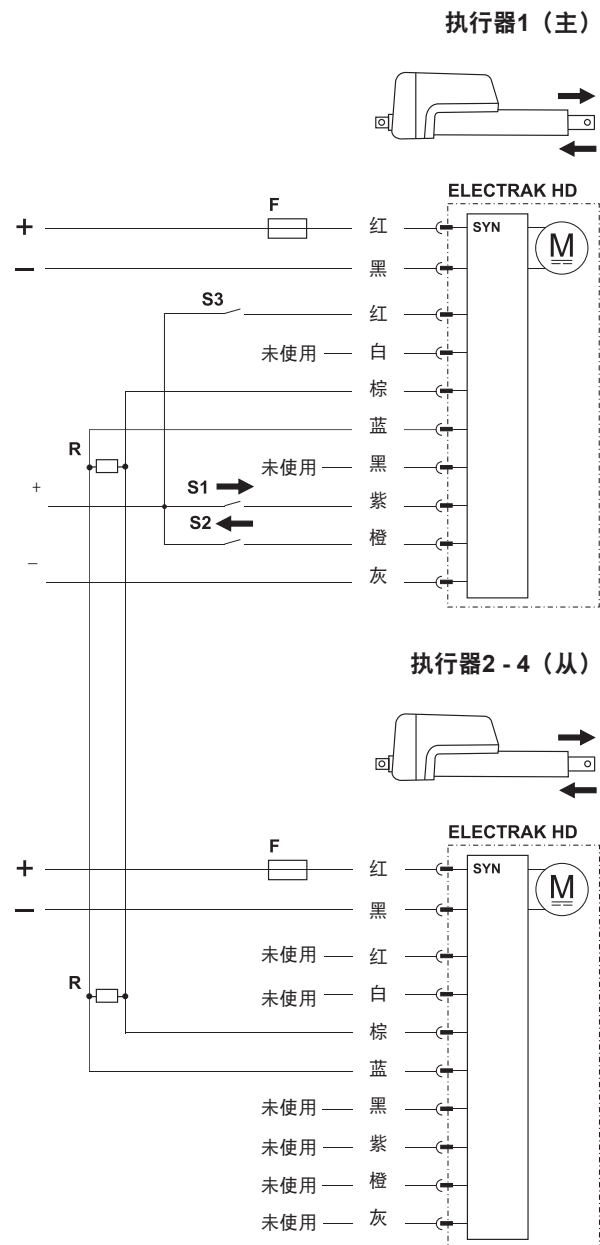 执行器1（主）
ELECTRAK HD
+ F 红 SYN M
− 黑
S3 红
未使用 白
棕
蓝
R 未使用 黑
+ S1 紫
S2 橙
− 灰
执行器2 - 4（从）
ELECTRAK HD
+ F 红 SYN M
− 黑
未使用 红
R 未使用 白
棕
蓝
未使用 黑
未使用 紫
未使用 橙
未使用 灰